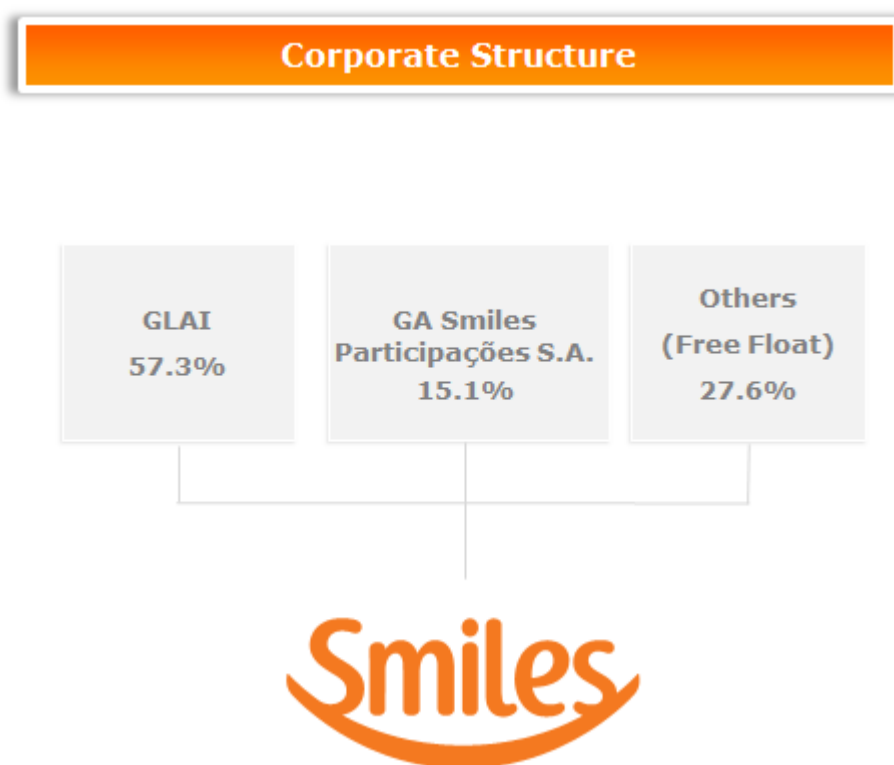 Corporate Structure
GLAI
57.3%
GA Smiles
Participações S.A.
15.1%
Others
(Free Float)
27.6%
Smiles